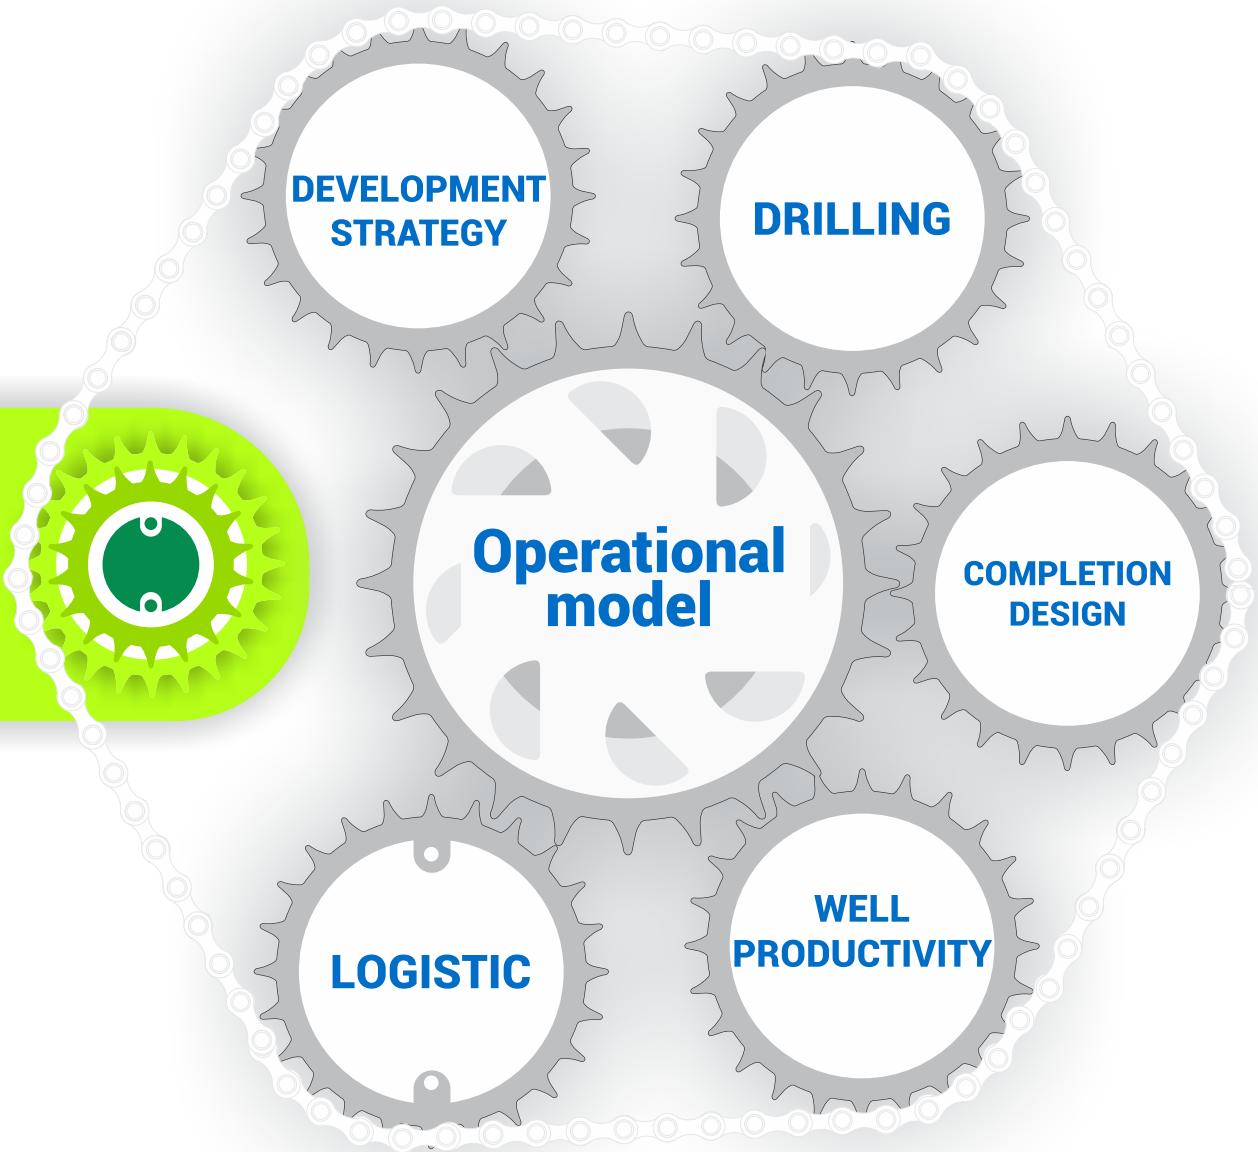 DEVELOPMENT
STRATEGY
DRILLING
Operational
model
COMPLETION
DESIGN
LOGISTIC
WELL
PRODUCTIVITY